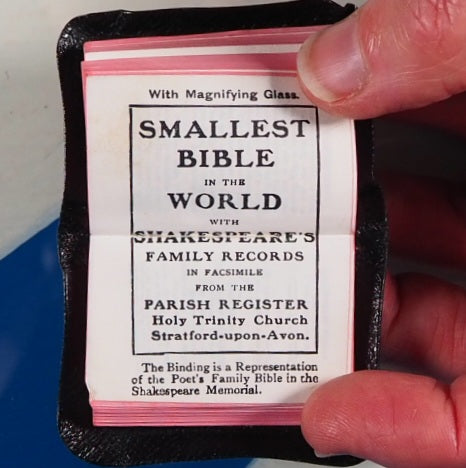 With Magnifying Glass.
SMALLEST
BIBLE
IN THE
WORLD
WITH
SHAKESPEARE'S
FAMILY RECORDS
IN FACSIMILE
FROM THE
PARISH REGISTER
Holy Trinity Church
Stratford-upon-Avon.
The Binding is a Representation
of the Poet's Family Bible in the
Shakespeare Memorial.